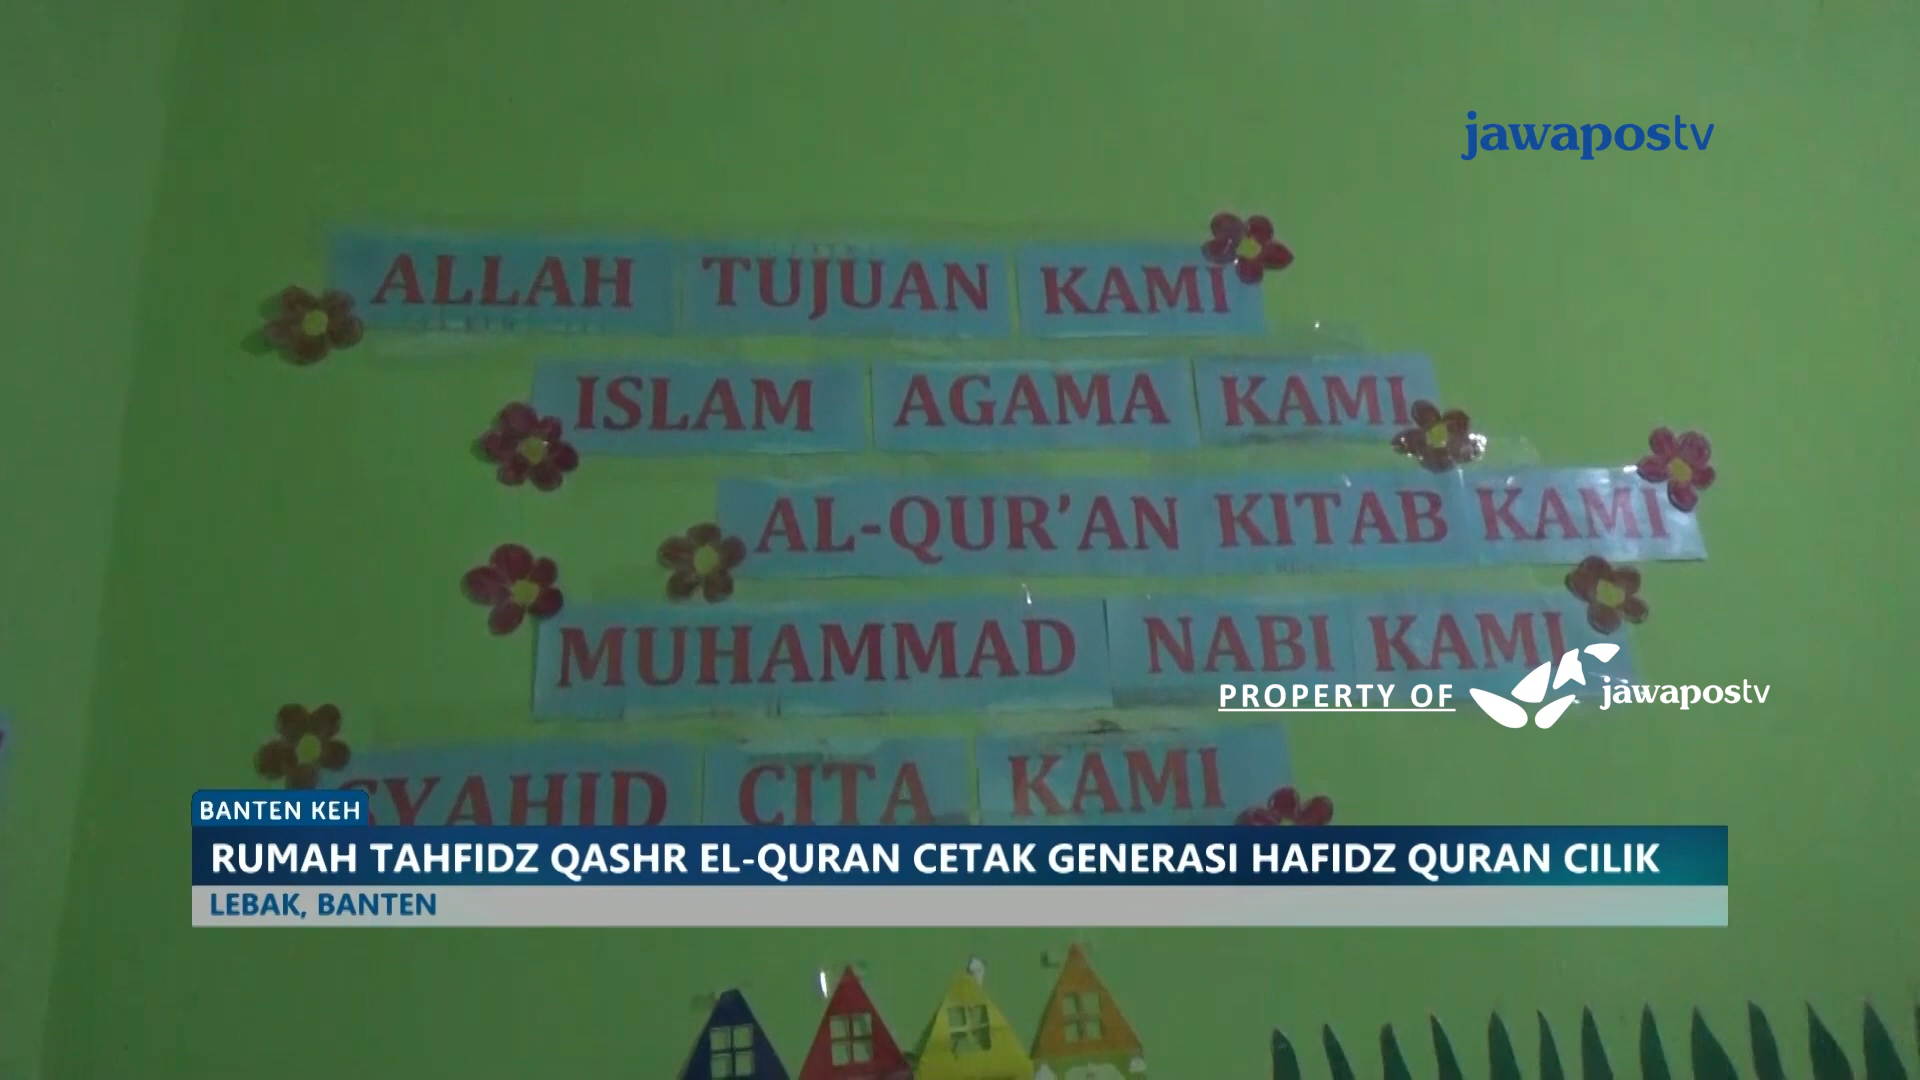 jawapostv
ALLAH TUJUAN KAMI
ISLAM AGAMA KAMI
AL-QUR'AN KITAB KAMI
MUHAMMAD NABI KAMI
PROPERTY OF jawapostv
SYAHID CITA KAMI
BANTEN KEH
RUMAH TAHFIDZ QASHR EL-QURAN CETAK GENERASI HAFIDZ QURAN CILIK
LEBAK, BANTEN